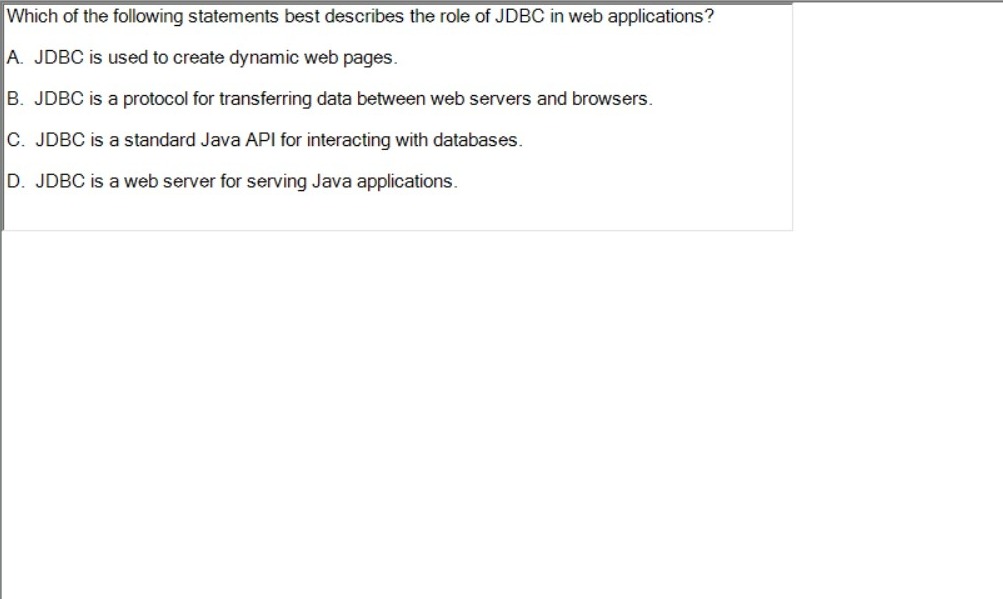 Which of the following statements best describes the role of JDBC in web applications?
A. JDBC is used to create dynamic web pages.
B. JDBC is a protocol for transferring data between web servers and browsers.
C. JDBC is a standard Java API for interacting with databases.
D. JDBC is a web server for serving Java applications.